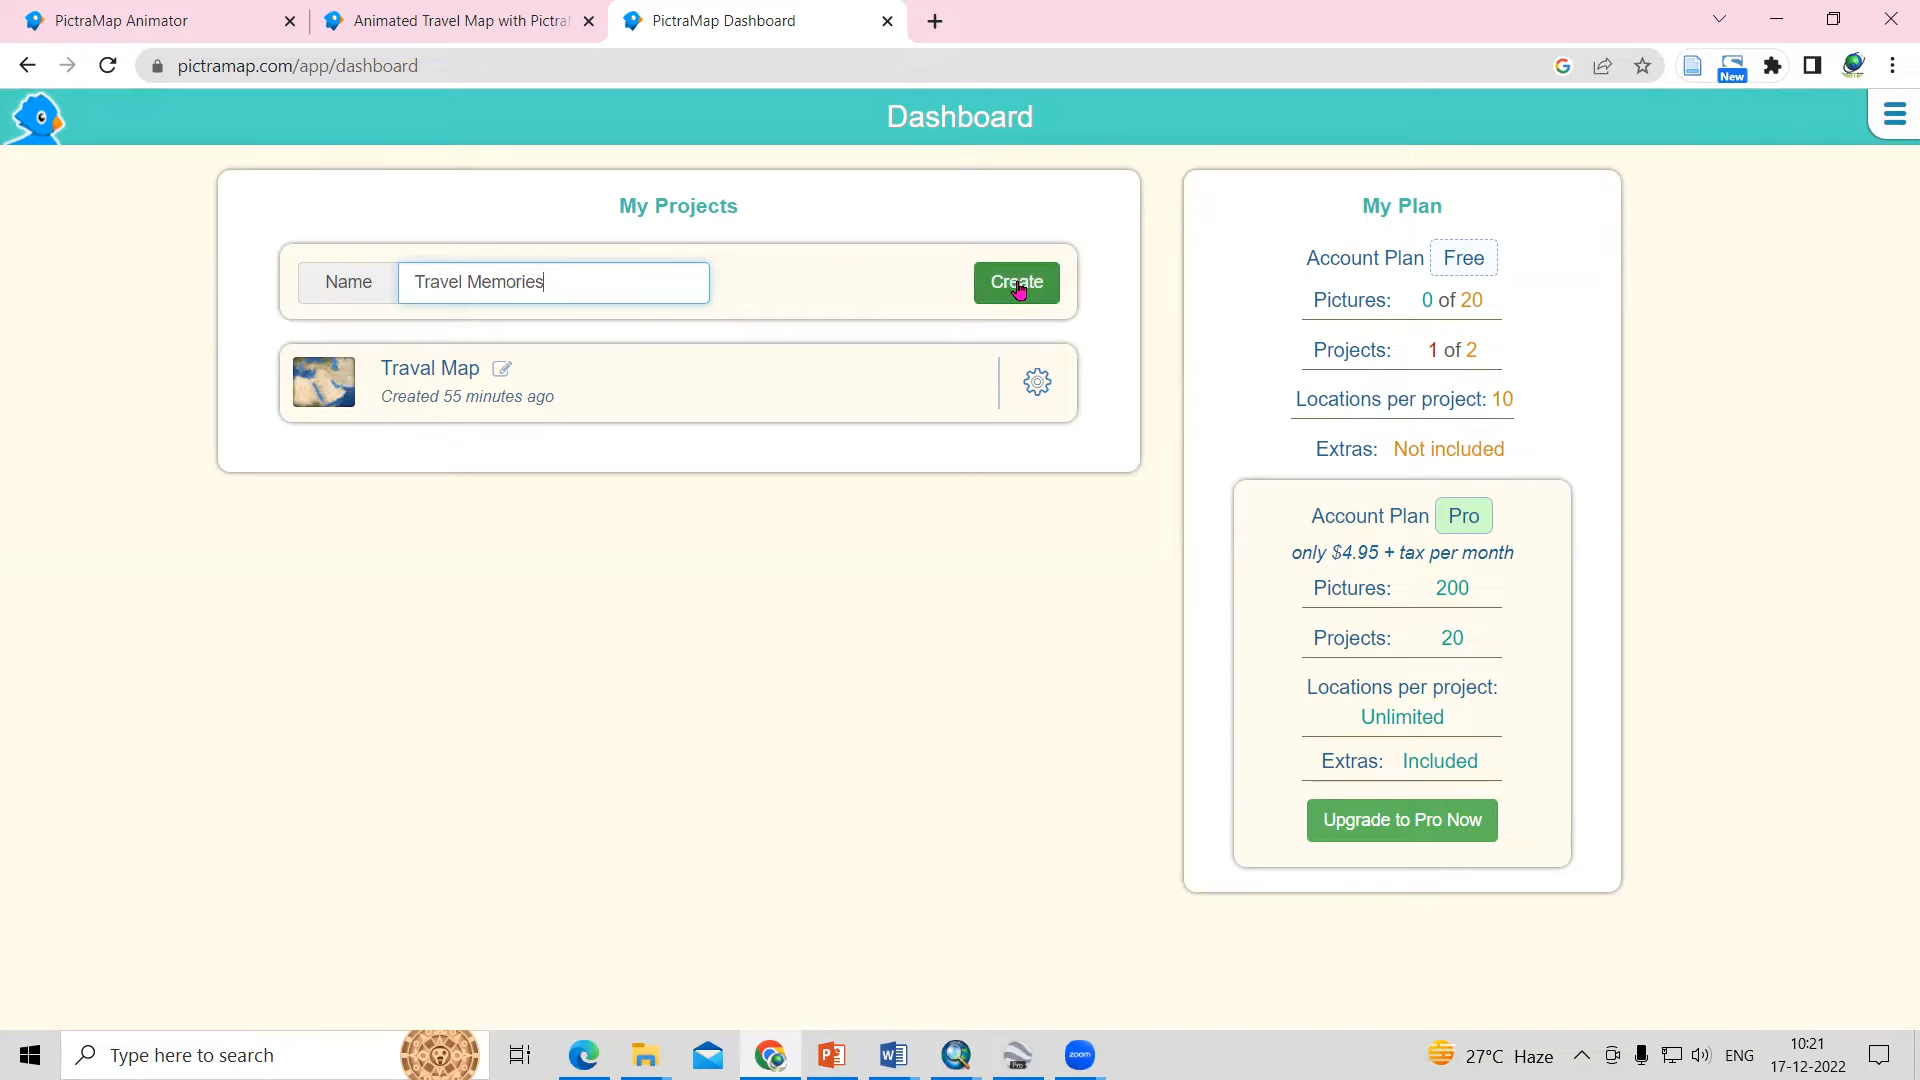 PictraMap Animator
Animated Travel Map with Pictra
PictraMap Dashboard
pictramap.com/app/dashboard
New
Dashboard
My Projects
Name
Travel Memories
Create
Traval Map
Created 55 minutes ago
My Plan
Account Plan Free
Pictures: 0 of 20
Projects: 1 of 2
Locations per project: 10
Extras: Not included
Account Plan Pro
only $4.95 + tax per month
Pictures: 200
Projects: 20
Locations per project:
Unlimited
Extras: Included
Upgrade to Pro Now
Type here to search
zoom
27°C Haze
ENG
10:21
17-12-2022